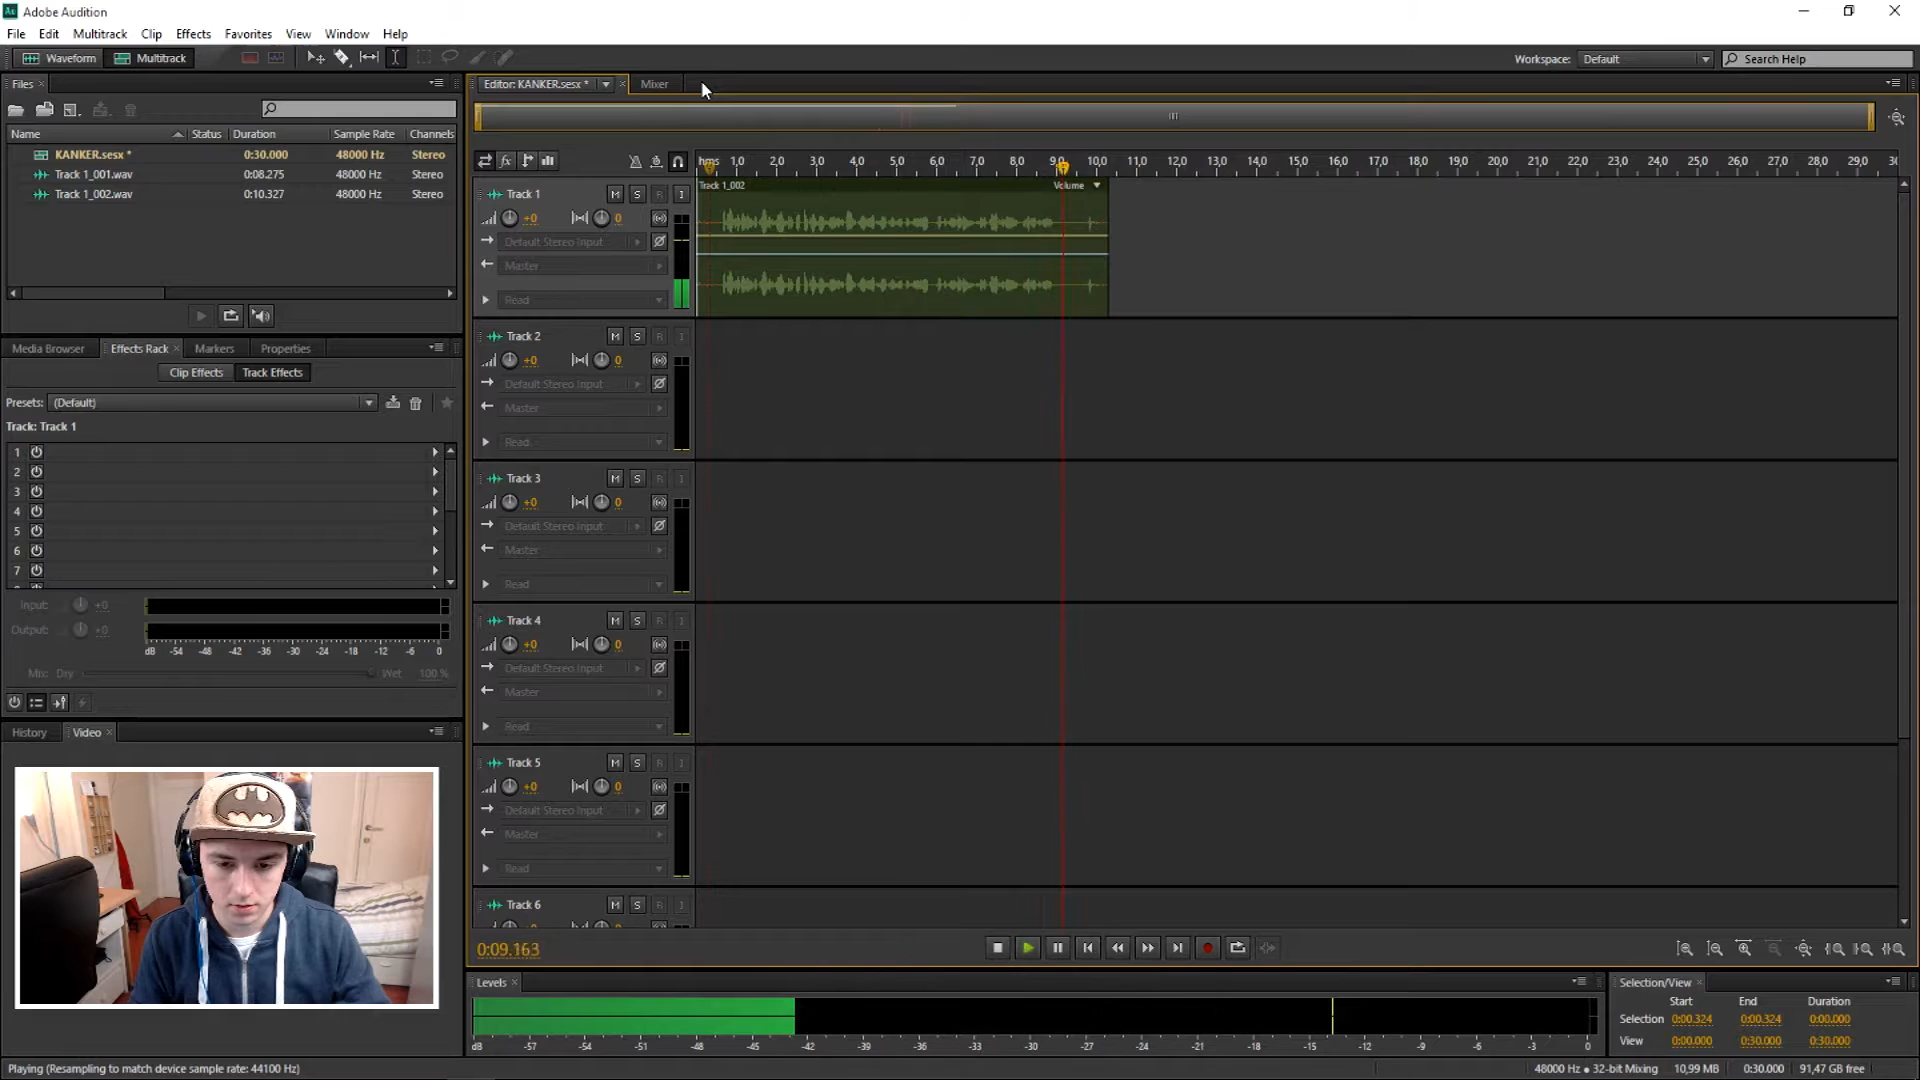 Adobe Audition
File Edit Multitrack Clip Effects Favorites View Window Help
Waveform Multitrack Workspace: Default Search Help
Files
Name Status Duration Sample Rate Channels
KANKER.sesx * 0:30.000 48000 Hz Stereo
Track 1_001.wav 0:08.275 48000 Hz Stereo
Track 1_002.wav 0:10.327 48000 Hz Stereo
Media Browser Effects Rack Markers Properties
Clip Effects Track Effects
Presets: (Default)
Track: Track 1
1
2
3
4
5
6
7
Input: +0
Output: +0
dB -54 -48 -42 -36 -30 -24 -18 -12 -6 0
Mix: Dry Wet 100 %
History Video
Editor: KANKER.sesx * Mixer
hms 1,0 2,0 3,0 4,0 5,0 6,0 7,0 8,0 9,0 10,0 11,0 12,0 13,0 14,0 15,0 16,0 17,0 18,0 19,0 20,0 21,0 22,0 23,0 24,0 25,0 26,0 27,0 28,0 29,0 30
Track 1 M S R I
+0 0
Default Stereo Input
Master
Read
Track 1_002 Volume
Track 2 M S R I
+0 0
Default Stereo Input
Master
Read
Track 3 M S R I
+0 0
Default Stereo Input
Master
Read
Track 4 M S R I
+0 0
Default Stereo Input
Master
Read
Track 5 M S R I
+0 0
Default Stereo Input
Master
Read
Track 6 M S R I
0:09.163
Levels
dB -57 -54 -51 -48 -45 -42 -39 -36 -33 -30 -27 -24 -21 -18 -15 -12 -9 -6 -3 0
Selection/View
Start End Duration
Selection 0:00.324 0:00.324 0:00.000
View 0:00.000 0:30.000 0:30.000
Playing (Resampling to match device sample rate: 44100 Hz)
48000 Hz ● 32-bit Mixing 10,99 MB 0:30.000 91,47 GB free